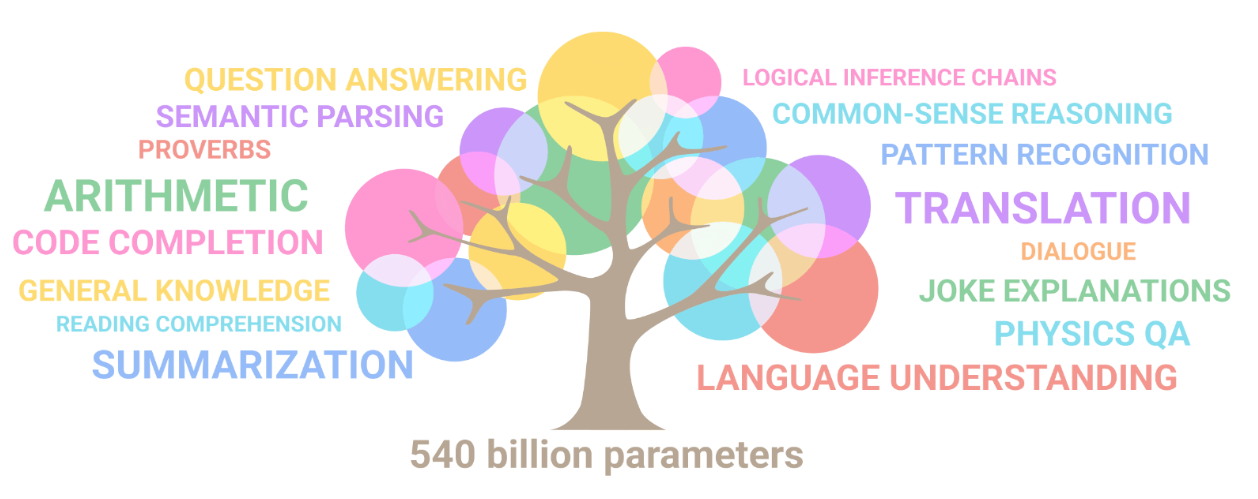 QUESTION ANSWERING
SEMANTIC PARSING
PROVERBS
ARITHMETIC
CODE COMPLETION
GENERAL KNOWLEDGE
READING COMPREHENSION
SUMMARIZATION
LOGICAL INFERENCE CHAINS
COMMON-SENSE REASONING
PATTERN RECOGNITION
TRANSLATION
DIALOGUE
JOKE EXPLANATIONS
PHYSICS QA
LANGUAGE UNDERSTANDING
540 billion parameters